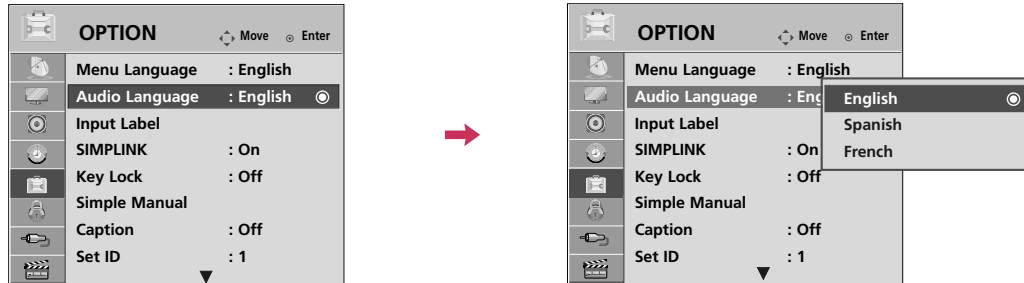 OPTION Move Enter
Menu Language : English
Audio Language : English
Input Label
SIMPLINK : On
Key Lock : Off
Simple Manual
Caption : Off
Set ID : 1
OPTION Move Enter
Menu Language : English
Audio Language : Eng
Input Label
SIMPLINK : On
Key Lock : Off
Simple Manual
Caption : Off
Set ID : 1
English
Spanish
French